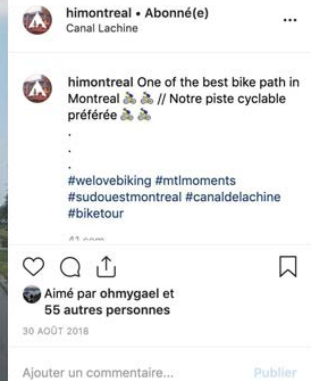 himontreal • Abonné(e)
Canal Lachine
himontreal One of the best bike path in
Montreal 🚴 🚴 // Notre piste cyclable
préférée 🚴 🚴
.
.
.
#welovebiking #mtlmoments
#sudouestmontreal #canaldelachine
#biketour
Aimé par ohmygael et
55 autres personnes
30 AOÛT 2018
Ajouter un commentaire...
Publier